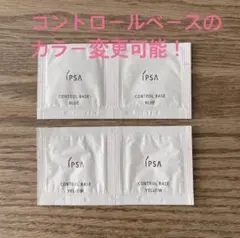 コントロールベースの
カラー変更可能！
IPSA
CONTROL BASE
BLUE
IPSA
CONTROL BASE
BLUE
IPSA
CONTROL BASE
YELLOW
IPSA
CONTROL BASE
YELLOW